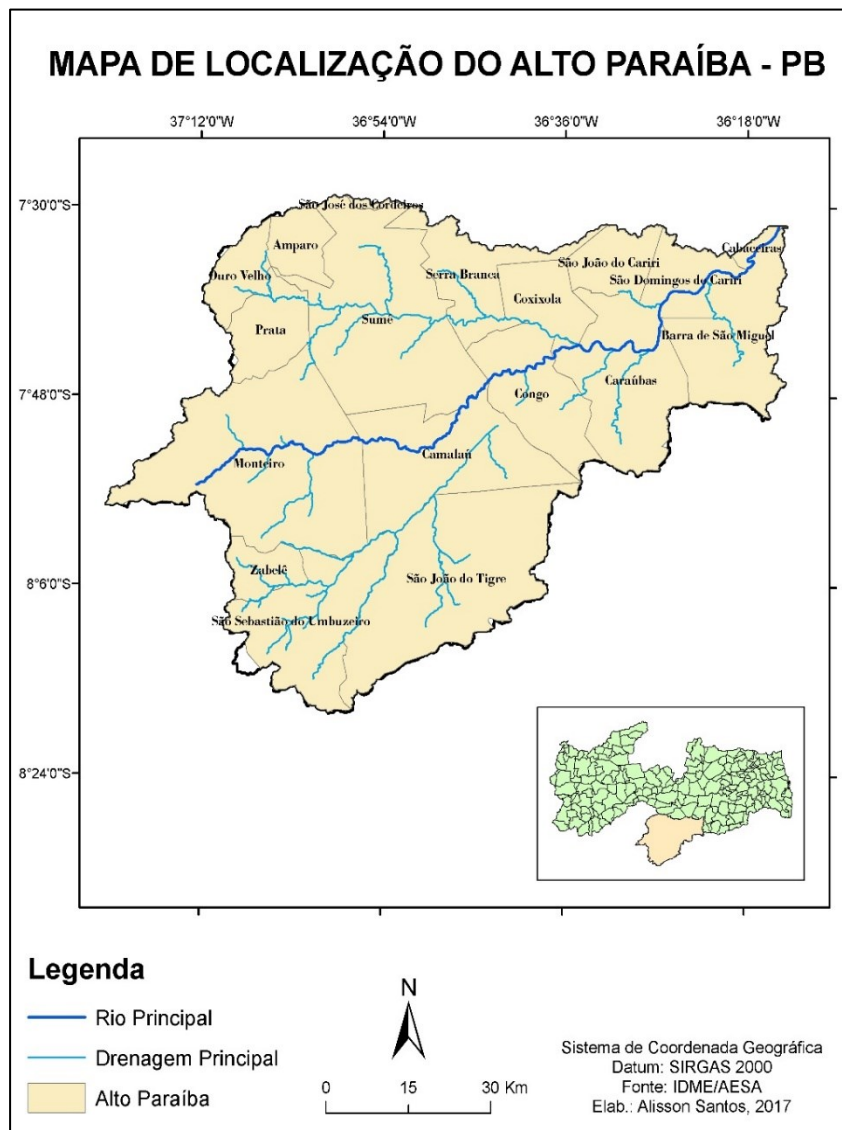 MAPA DE LOCALIZAÇÃO DO ALTO PARAÍBA - PB
37°12'0"W
36°54'0"W
36°36'0"W
36°18'0"W
7°30'0"S
7°48'0"S
8°6'0"S
8°24'0"S
São José dos Cordeiros
Amparo
Ouro Velho
Prata
Sumé
Serra Branca
Coxixola
São João do Cariri
São Domingos do Cariri
Cabaceiras
Barra de São Miguel
Caraúbas
Congo
Camalaú
Monteiro
Zabelê
São João do Tigre
São Sebastião do Umbuzeiro
Legenda
Rio Principal
Drenagem Principal
Alto Paraíba
N
0 15 30 Km
Sistema de Coordenada Geográfica
Datum: SIRGAS 2000
Fonte: IDME/AESA
Elab.: Alisson Santos, 2017